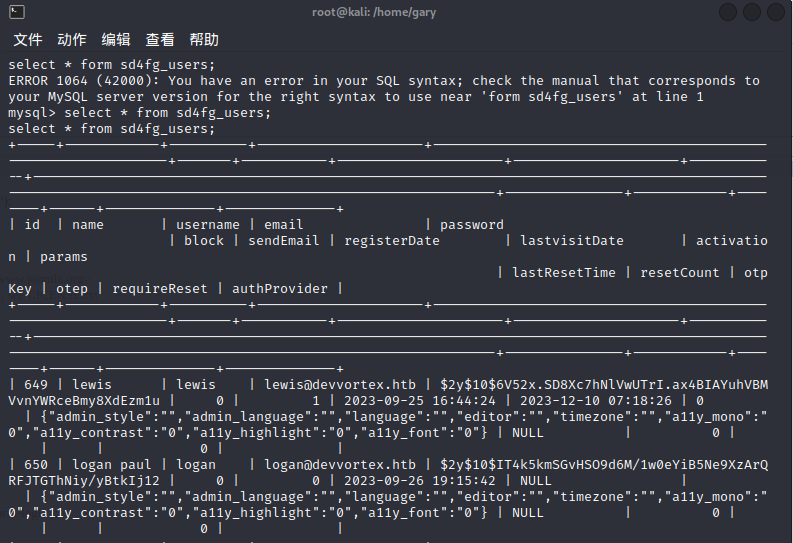 root@kali: /home/gary
文件 动作 编辑 查看 帮助
select * form sd4fg_users;
ERROR 1064 (42000): You have an error in your SQL syntax; check the manual that corresponds to
your MySQL server version for the right syntax to use near 'form sd4fg_users' at line 1
mysql> select * from sd4fg_users;
select * from sd4fg_users;
| id | name | username | email | password
| block | sendEmail | registerDate | lastvisitDate | activatio
n | params
| lastResetTime | resetCount | otp
Key | otep | requireReset | authProvider |
| 649 | lewis | lewis | lewis@devvortex.htb | $2y$10$6V52x.SD8Xc7hNlVwUTrI.ax4BIAYuhVBM
VvnYWRceBmy8XdEzm1u | 0 | 1 | 2023-09-25 16:44:24 | 2023-12-10 07:18:26 | 0
| {"admin_style":"","admin_language":"","language":"","editor":"","timezone":"","a11y_mono":"
0","a11y_contrast":"0","a11y_highlight":"0","a11y_font":"0"} | NULL | 0 |
| | 0 | |
| 650 | logan paul | logan | logan@devvortex.htb | $2y$10$IT4k5kmSGvHSO9d6M/1w0eYiB5Ne9XzArQ
RFJTGThNiy/yBtkIj12 | 0 | 0 | 2023-09-26 19:15:42 | NULL |
| {"admin_style":"","admin_language":"","language":"","editor":"","timezone":"","a11y_mono":"
0","a11y_contrast":"0","a11y_highlight":"0","a11y_font":"0"} | NULL | 0 |
| | 0 | |